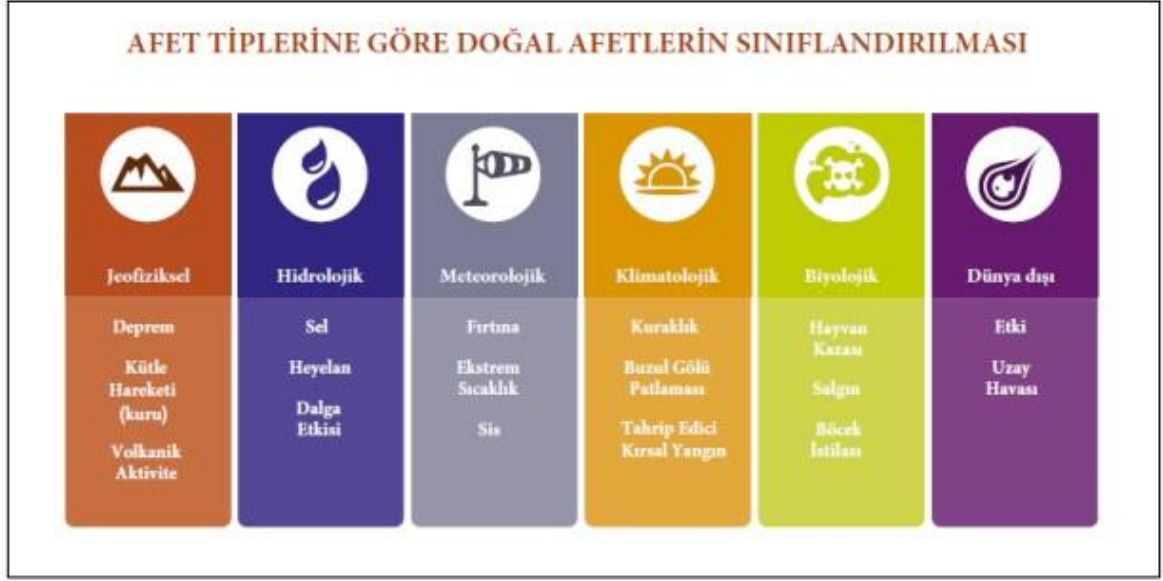 AFET TİPLERİNE GÖRE DOĞAL AFETLERİN SINIFLANDIRILMASI
Jeofiziksel
Deprem
Kütle
Hareketi
(kuru)
Volkanik
Aktivite
Hidrolojik
Sel
Heyelan
Dalga
Etkisi
Meteorolojik
Fırtına
Ekstrem
Sıcaklık
Sis
Klimatolojik
Kuraklık
Buzul Gölü
Patlaması
Tahrip Edici
Kırsal Yangın
Biyolojik
Hayvan
Kazası
Salgın
Böcek
İstilası
Dünya dışı
Etki
Uzay
Havası